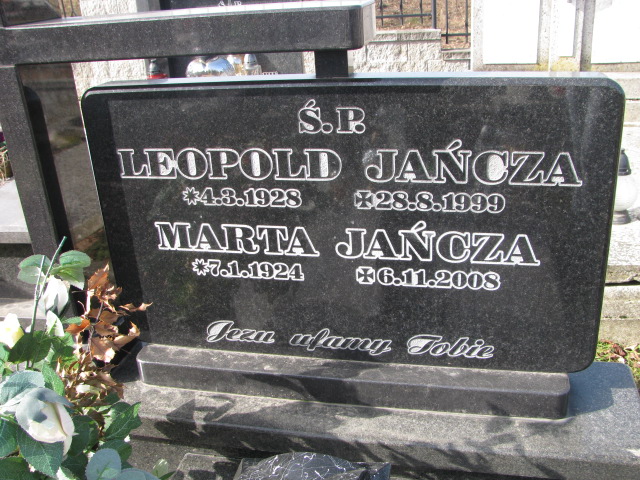 Ś.P.
LEOPOLD JAŃCZA
*4.3.1928 ✠28.8.1999
MARTA JAŃCZA
*7.1.1924 ✠6.11.2008
Jezu ufamy Tobie